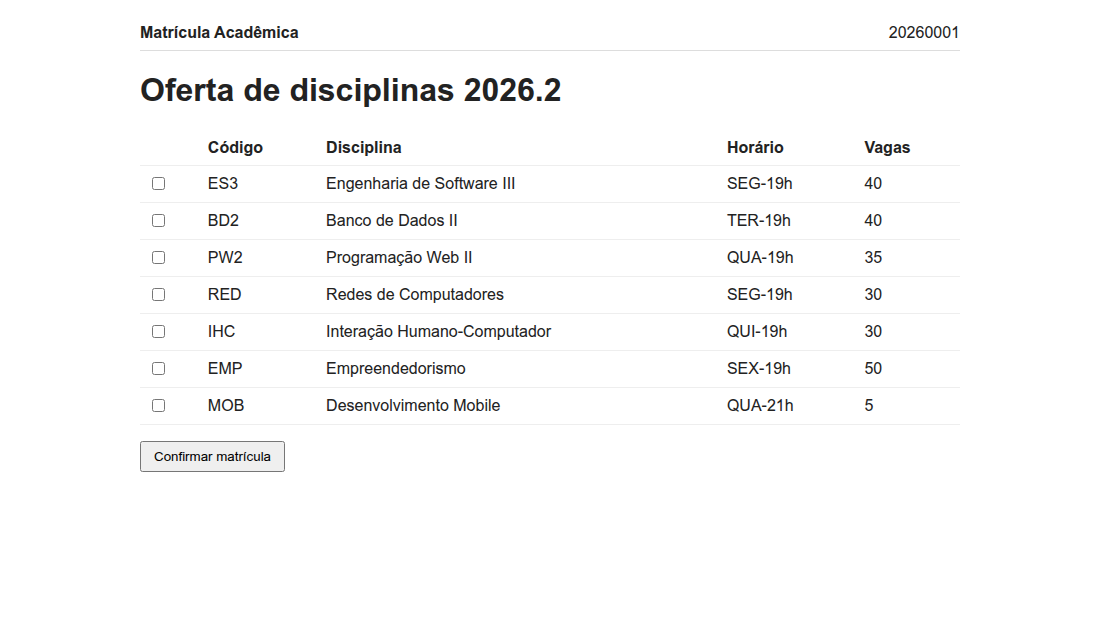 Matrícula Acadêmica 20260001
Oferta de disciplinas 2026.2
Código Disciplina Horário Vagas
ES3 Engenharia de Software III SEG-19h 40
BD2 Banco de Dados II TER-19h 40
PW2 Programação Web II QUA-19h 35
RED Redes de Computadores SEG-19h 30
IHC Interação Humano-Computador QUI-19h 30
EMP Empreendedorismo SEX-19h 50
MOB Desenvolvimento Mobile QUA-21h 5
Confirmar matrícula